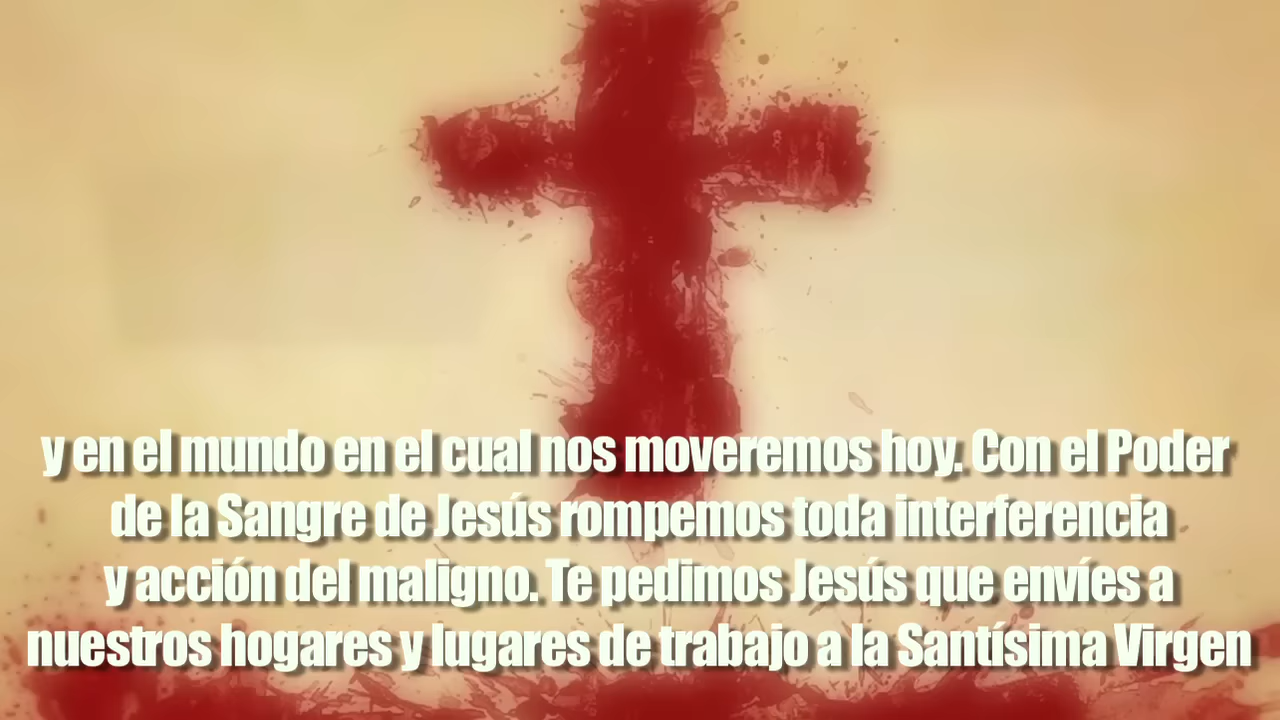 y en el mundo en el cual nos moveremos hoy. Con el Poder
de la Sangre de Jesús rompemos toda interferencia
y acción del maligno. Te pedimos Jesús que envíes a
nuestros hogares y lugares de trabajo a la Santísima Virgen